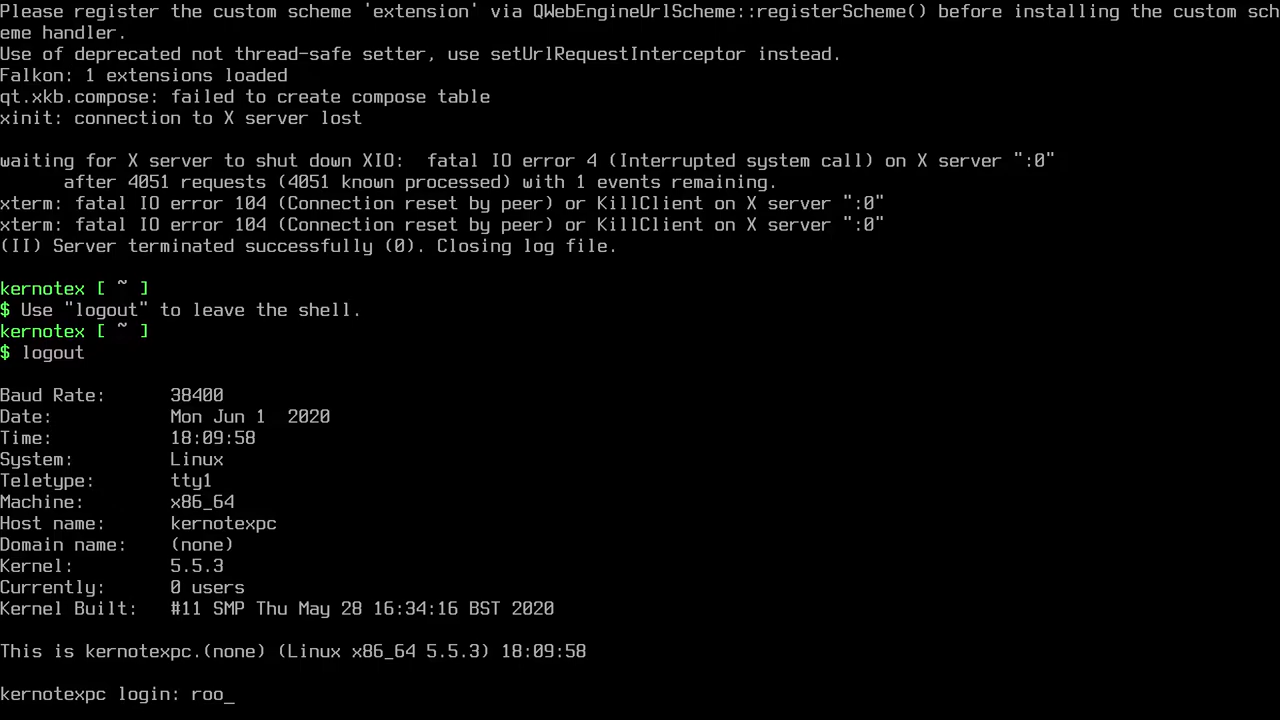 Please register the custom scheme 'extension' via QWebEngineUrlScheme::registerScheme() before installing the custom sch
eme handler.
Use of deprecated not thread-safe setter, use setUrlRequestInterceptor instead.
Falkon: 1 extensions loaded
qt.xkb.compose: failed to create compose table
xinit: connection to X server lost
waiting for X server to shut down XIO:  fatal IO error 4 (Interrupted system call) on X server ":0"
      after 4051 requests (4051 known processed) with 1 events remaining.
xterm: fatal IO error 104 (Connection reset by peer) or KillClient on X server ":0"
xterm: fatal IO error 104 (Connection reset by peer) or KillClient on X server ":0"
(II) Server terminated successfully (0). Closing log file.
kernotex [ ~ ]
$ Use "logout" to leave the shell.
kernotex [ ~ ]
$ logout
Baud Rate:      38400
Date:           Mon Jun 1  2020
Time:           18:09:58
System:         Linux
Teletype:       tty1
Machine:        x86_64
Host name:      kernotexpc
Domain name:    (none)
Kernel:         5.5.3
Currently:      0 users
Kernel Built:   #11 SMP Thu May 28 16:34:16 BST 2020
This is kernotexpc.(none) (Linux x86_64 5.5.3) 18:09:58
kernotexpc login: roo_